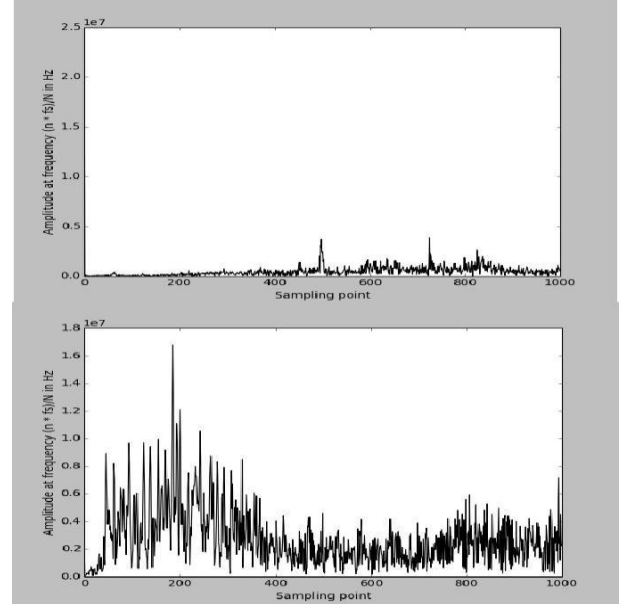 1e7
2.5
2.0
1.5
1.0
0.5
0.0
0 200 400 600 800 1000
Sampling point
Amplitude at frequency (n * fs)/N in Hz
1e7
1.8
1.6
1.4
1.2
1.0
0.8
0.6
0.4
0.2
0.0
0 200 400 600 800 1000
Sampling point
Amplitude at frequency (n * fs)/N in Hz